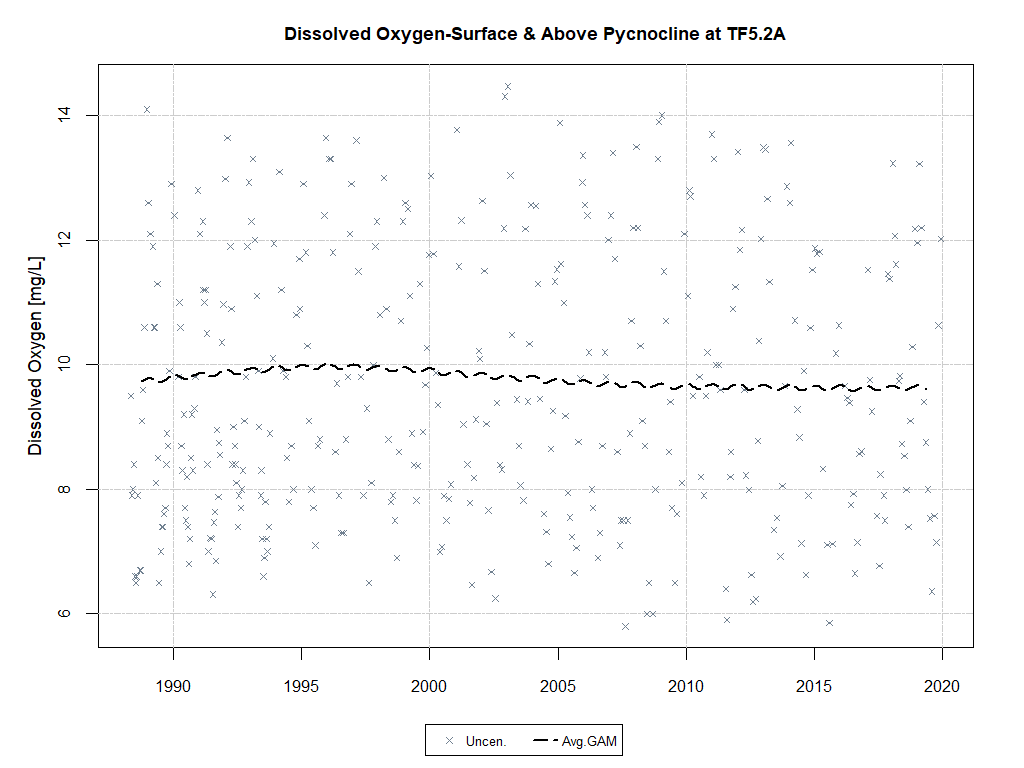 Dissolved Oxygen-Surface & Above Pycnocline at TF5.2A
Dissolved Oxygen [mg/L]
14
12
10
8
6
1990 1995 2000 2005 2010 2015 2020
Uncen. Avg.GAM